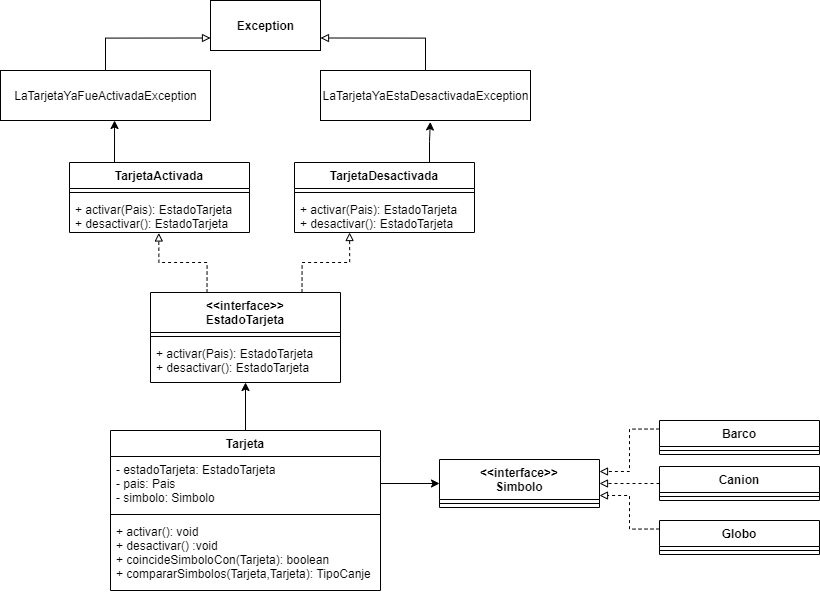 Exception
LaTarjetaYaFueActivadaException
LaTarjetaYaEstaDesactivadaException
TarjetaActivada
+ activar(Pais): EstadoTarjeta
+ desactivar(): EstadoTarjeta
TarjetaDesactivada
+ activar(Pais): EstadoTarjeta
+ desactivar(): EstadoTarjeta
<<interface>>
EstadoTarjeta
+ activar(Pais): EstadoTarjeta
+ desactivar(): EstadoTarjeta
Tarjeta
- estadoTarjeta: EstadoTarjeta
- pais: Pais
- simbolo: Simbolo
+ activar(): void
+ desactivar() :void
+ coincideSimboloCon(Tarjeta): boolean
+ compararSimbolos(Tarjeta,Tarjeta): TipoCanje
<<interface>>
Simbolo
Barco
Canion
Globo